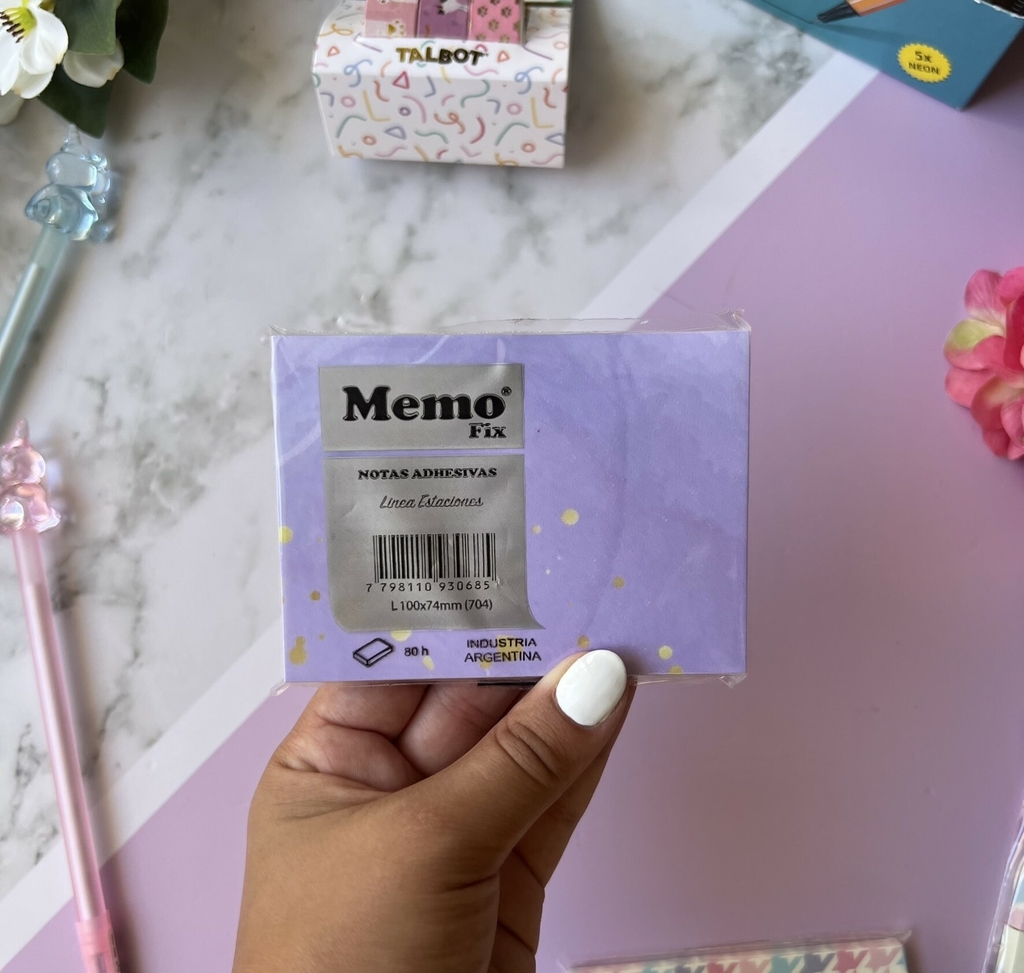 TALBOT
5x
NEON
Memo®
Fix
NOTAS ADHESIVAS
Linea Estaciones
7 798110 930685
L 100x74mm (704)
80 h
INDUSTRIA
ARGENTINA